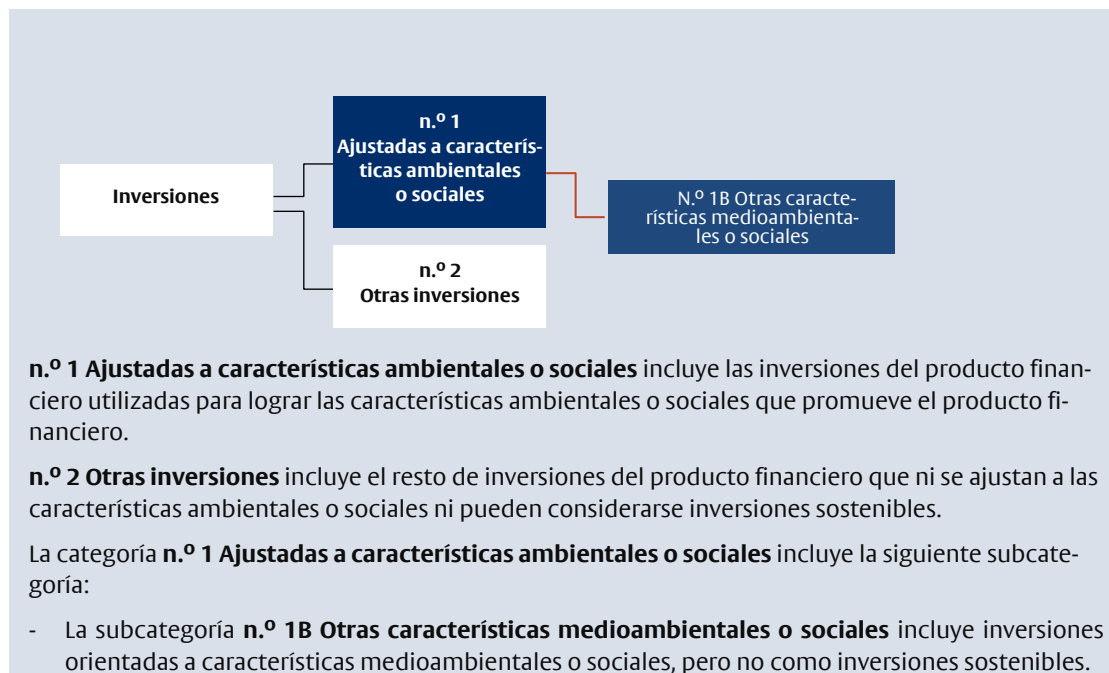 n.º 1
Ajustadas a caracterís-
ticas ambientales
o sociales
Inversiones
N.º 1B Otras caracte-
rísticas medioambienta-
les o sociales
n.º 2
Otras inversiones
n.º 1 Ajustadas a características ambientales o sociales incluye las inversiones del producto finan-
ciero utilizadas para lograr las características ambientales o sociales que promueve el producto fi-
nanciero.
n.º 2 Otras inversiones incluye el resto de inversiones del producto financiero que ni se ajustan a las
características ambientales o sociales ni pueden considerarse inversiones sostenibles.
La categoría n.º 1 Ajustadas a características ambientales o sociales incluye la siguiente subcate-
goría:
- La subcategoría n.º 1B Otras características medioambientales o sociales incluye inversiones
orientadas a características medioambientales o sociales, pero no como inversiones sostenibles.